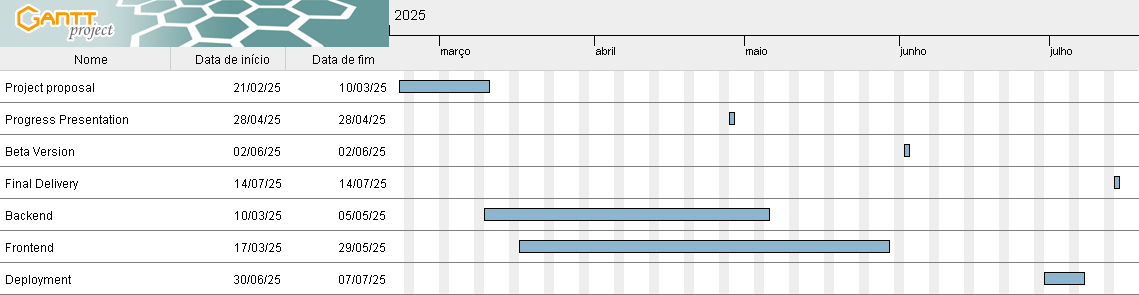 GANTT project
2025
março abril maio junho julho
Nome Data de início Data de fim
Project proposal 21/02/25 10/03/25
Progress Presentation 28/04/25 28/04/25
Beta Version 02/06/25 02/06/25
Final Delivery 14/07/25 14/07/25
Backend 10/03/25 05/05/25
Frontend 17/03/25 29/05/25
Deployment 30/06/25 07/07/25